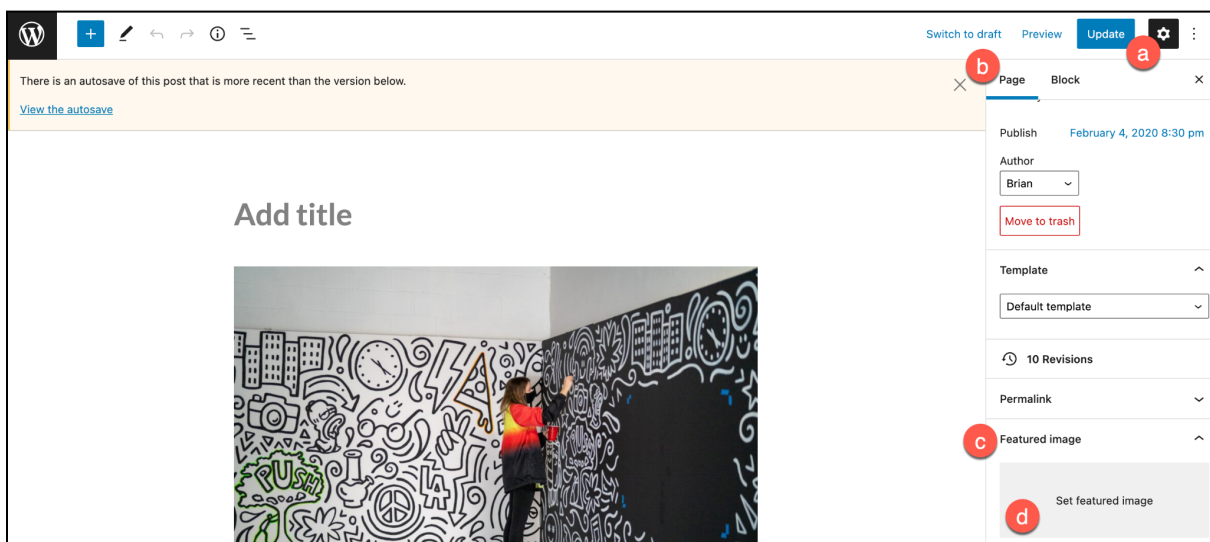 Switch to draft Preview Update
a
There is an autosave of this post that is more recent than the version below.
View the autosave
b
Page Block
Publish February 4, 2020 8:30 pm
Author
Brian
Move to trash
Add title
Template
Default template
10 Revisions
Permalink
c
Featured image
Set featured image
d
PUSH
LA